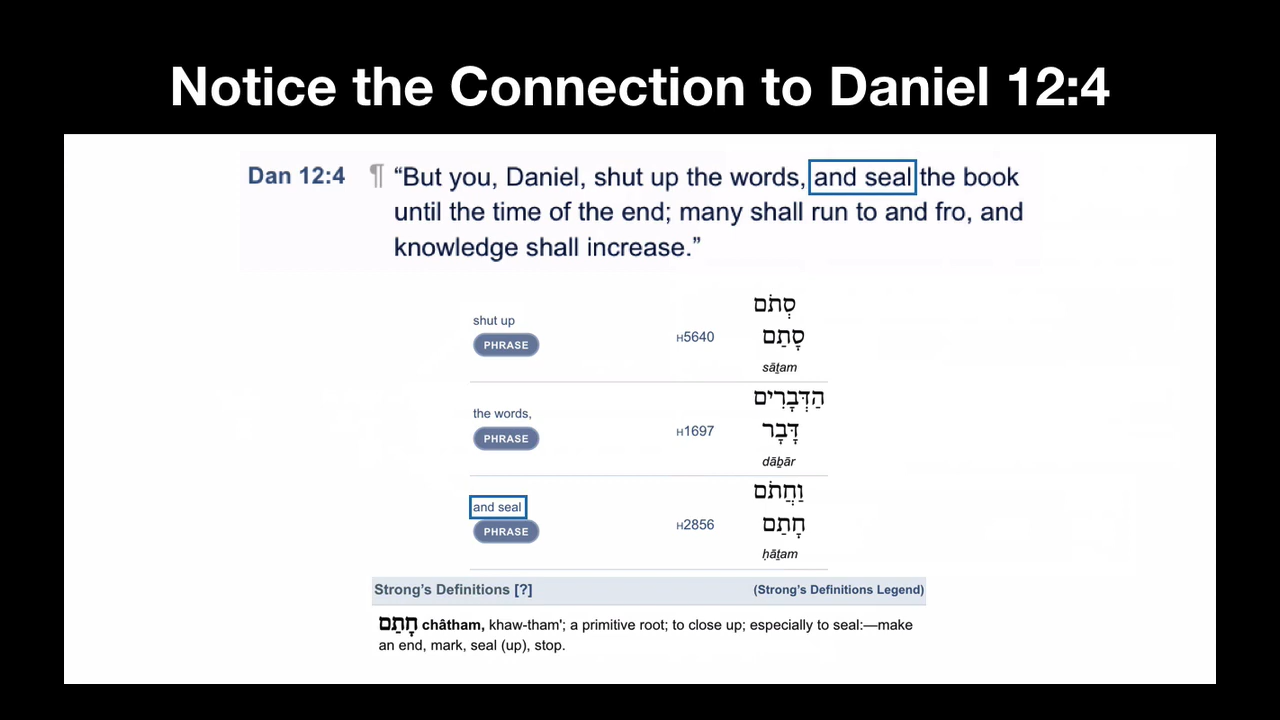 Notice the Connection to Daniel 12:4
Dan 12:4 ¶ “But you, Daniel, shut up the words, and seal the book
until the time of the end; many shall run to and fro, and
knowledge shall increase.”
shut up
PHRASE
H5640
סְתֹם
סָתַם
sāṯam
the words,
PHRASE
H1697
הַדְּבָרִים
דָּבָר
dāḇār
and seal
PHRASE
H2856
וַחֲתֹם
חָתַם
ḥāṯam
Strong’s Definitions [?] (Strong’s Definitions Legend)
חָתַם châtham, khaw-tham'; a primitive root; to close up; especially to seal:—make
an end, mark, seal (up), stop.